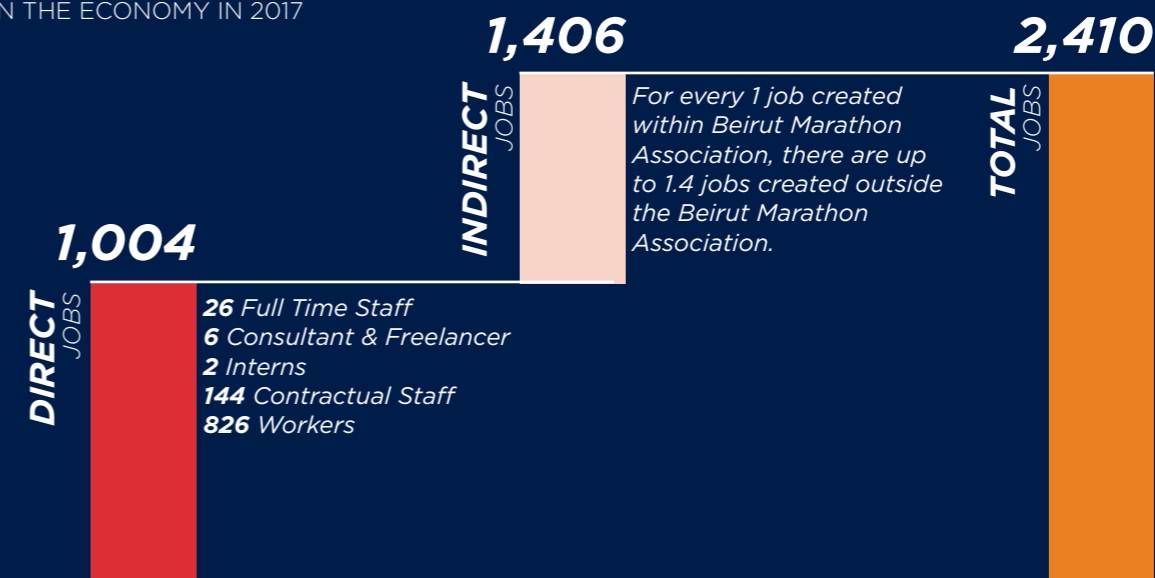 N THE ECONOMY IN 2017
1,004
DIRECT
JOBS
26 Full Time Staff
6 Consultant & Freelancer
2 Interns
144 Contractual Staff
826 Workers
1,406
INDIRECT
JOBS
For every 1 job created
within Beirut Marathon
Association, there are up
to 1.4 jobs created outside
the Beirut Marathon
Association.
2,410
TOTAL
JOBS